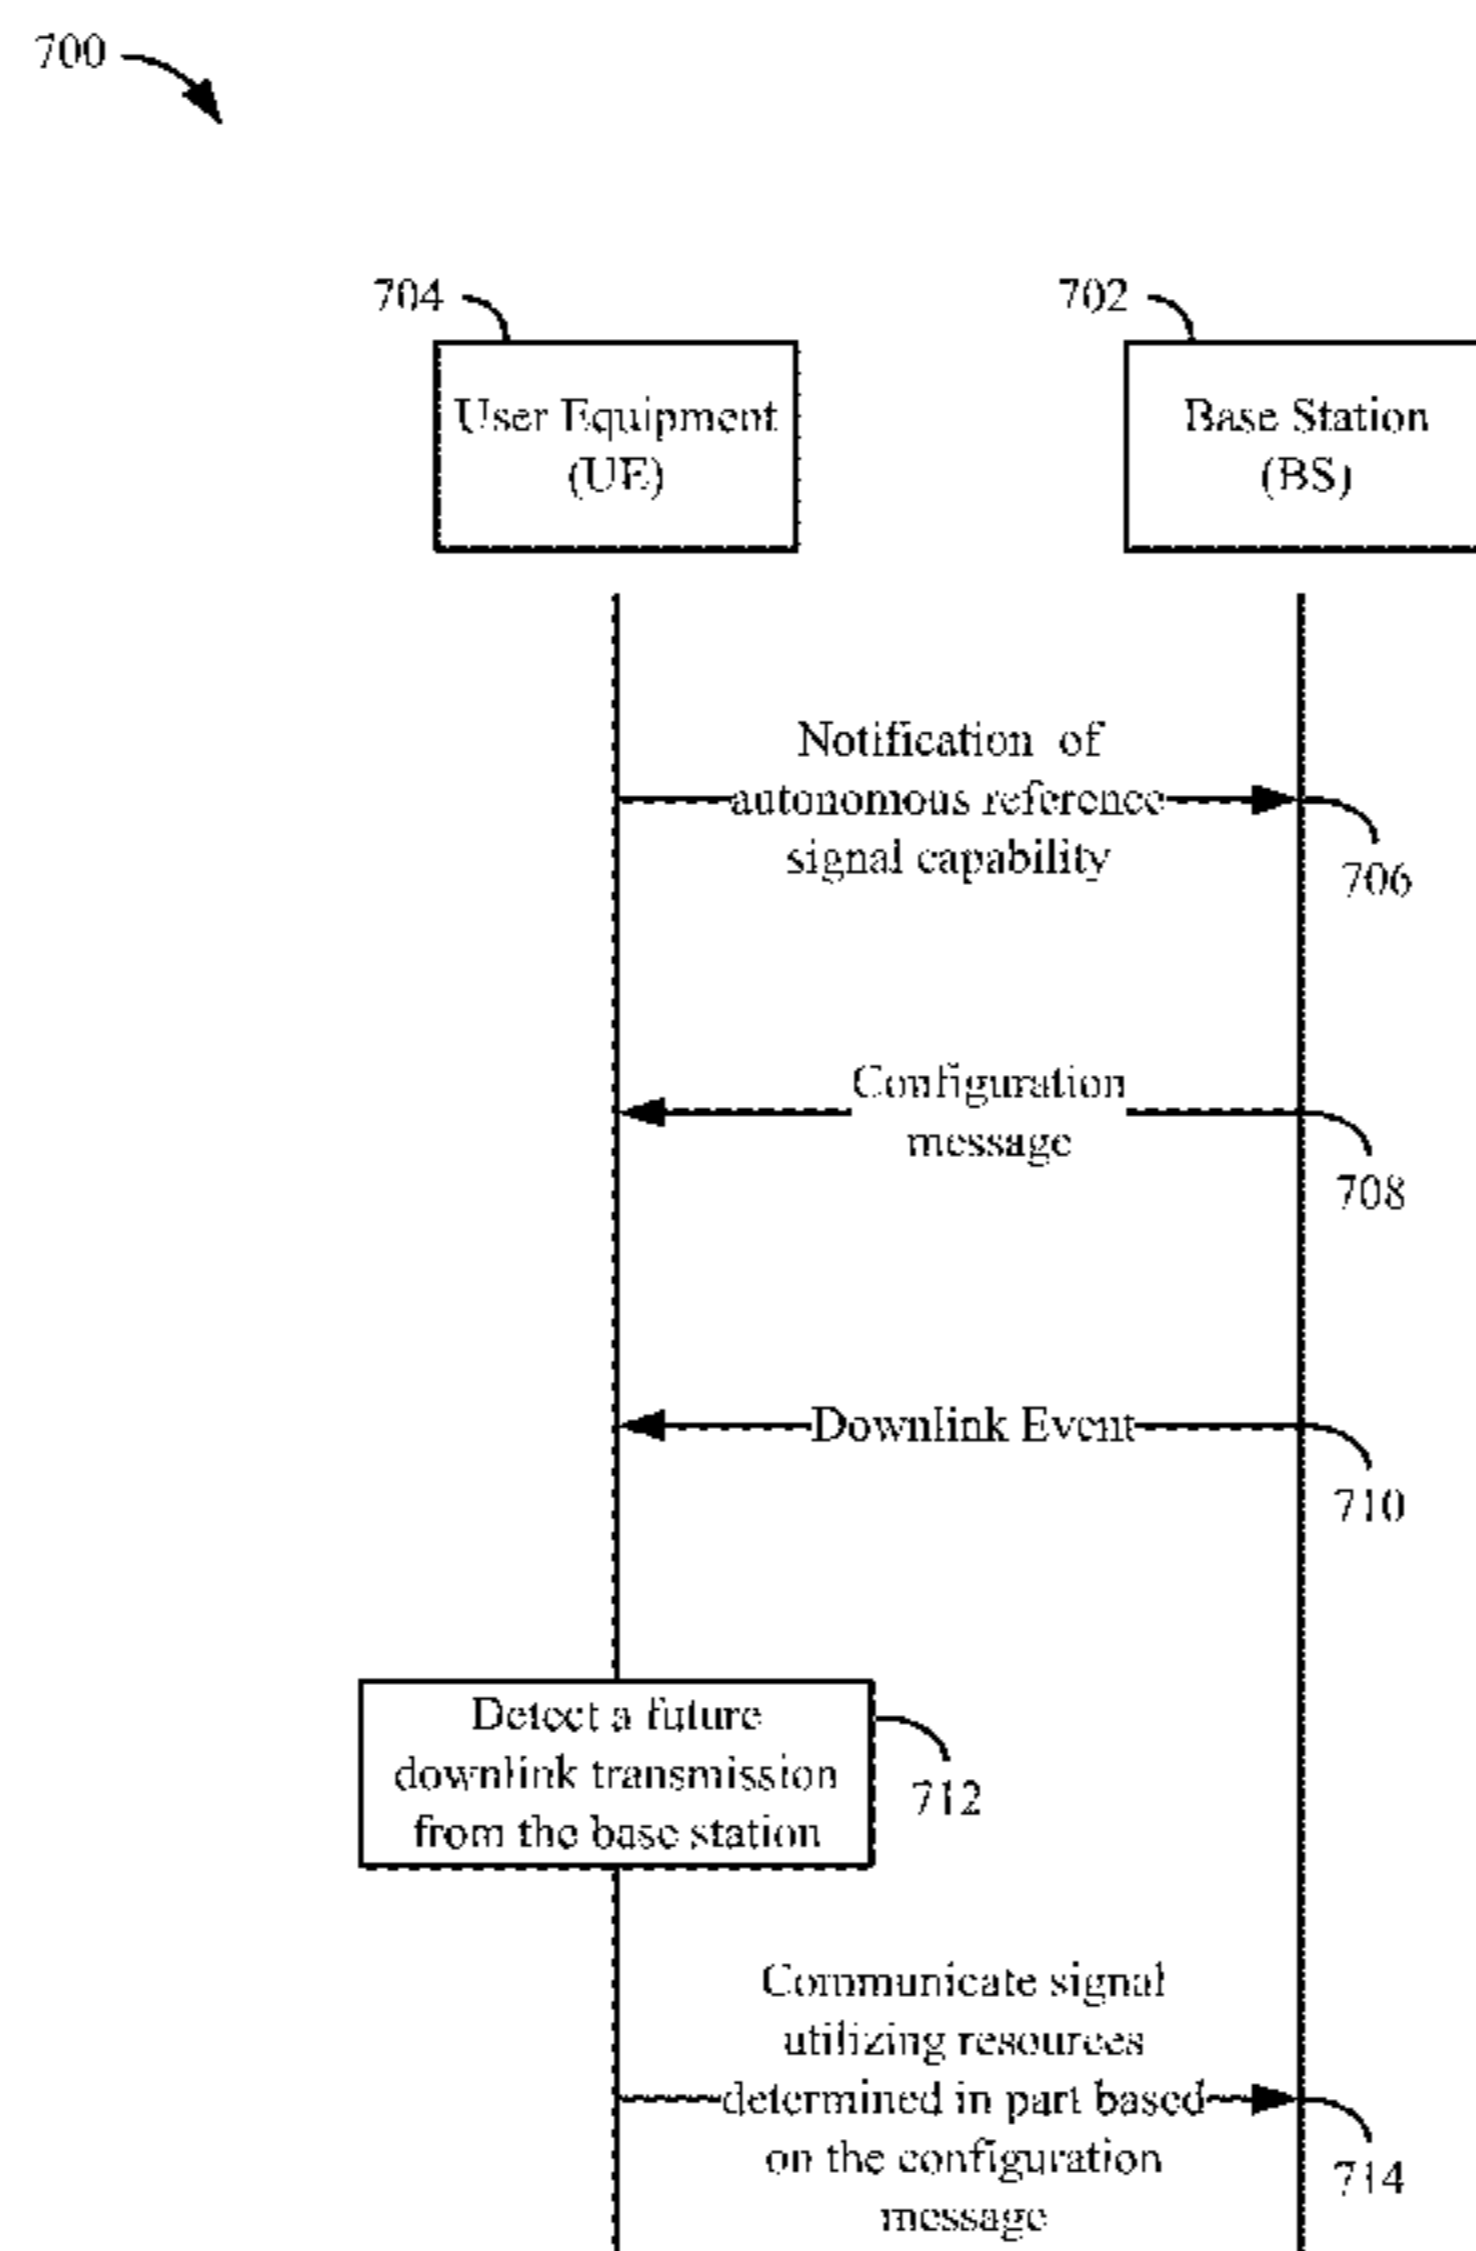 700
704
702
User Equipment
(UE)
Base Station
(BS)
Notification of
autonomous reference
signal capability
706
Configuration
message
708
Downlink Event
710
Detect a future
downlink transmission
from the base station
712
Communicate signal
utilizing resources
determined in part based
on the configuration
message
714